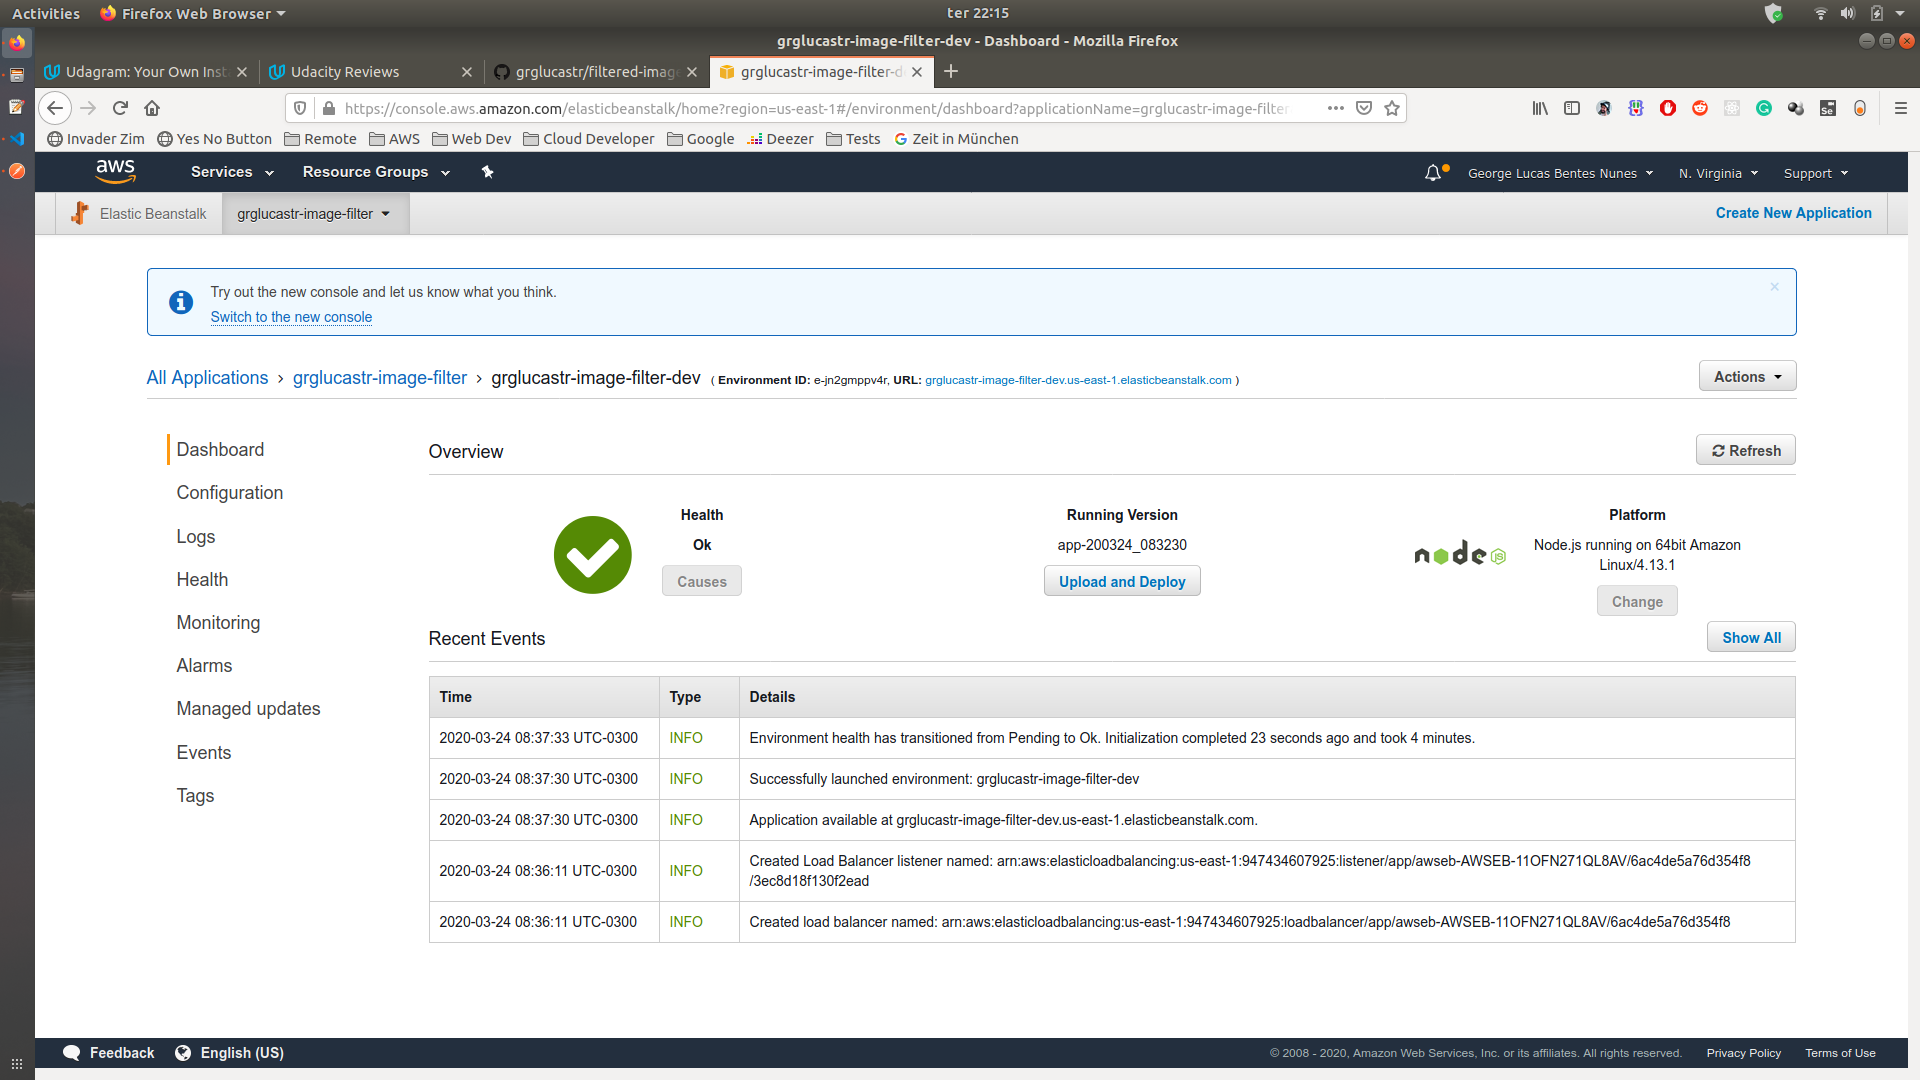 Activities Firefox Web Browser ter 22:15
grglucastr-image-filter-dev - Dashboard - Mozilla Firefox
Udagram: Your Own Inst Udacity Reviews grglucastr/filtered-image grglucastr-image-filter-d
https://console.aws.amazon.com/elasticbeanstalk/home?region=us-east-1#/environment/dashboard?applicationName=grglucastr-image-filter
Invader Zim Yes No Button Remote AWS Web Dev Cloud Developer Google Deezer Tests Zeit in München
aws Services Resource Groups George Lucas Bentes Nunes N. Virginia Support
Elastic Beanstalk grglucastr-image-filter Create New Application
Try out the new console and let us know what you think.
Switch to the new console
All Applications › grglucastr-image-filter › grglucastr-image-filter-dev ( Environment ID: e-jn2gmppv4r, URL: grglucastr-image-filter-dev.us-east-1.elasticbeanstalk.com ) Actions
Dashboard
Configuration
Logs
Health
Monitoring
Alarms
Managed updates
Events
Tags
Overview Refresh
Health
Ok
Causes
Running Version
app-200324_083230
Upload and Deploy
node JS
Platform
Node.js running on 64bit Amazon
Linux/4.13.1
Change
Recent Events Show All
Time Type Details
2020-03-24 08:37:33 UTC-0300 INFO Environment health has transitioned from Pending to Ok. Initialization completed 23 seconds ago and took 4 minutes.
2020-03-24 08:37:30 UTC-0300 INFO Successfully launched environment: grglucastr-image-filter-dev
2020-03-24 08:37:30 UTC-0300 INFO Application available at grglucastr-image-filter-dev.us-east-1.elasticbeanstalk.com.
2020-03-24 08:36:11 UTC-0300 INFO Created Load Balancer listener named: arn:aws:elasticloadbalancing:us-east-1:947434607925:listener/app/awseb-AWSEB-11OFN271QL8AV/6ac4de5a76d354f8
/3ec8d18f130f2ead
2020-03-24 08:36:11 UTC-0300 INFO Created load balancer named: arn:aws:elasticloadbalancing:us-east-1:947434607925:loadbalancer/app/awseb-AWSEB-11OFN271QL8AV/6ac4de5a76d354f8
Feedback English (US) © 2008 - 2020, Amazon Web Services, Inc. or its affiliates. All rights reserved. Privacy Policy Terms of Use